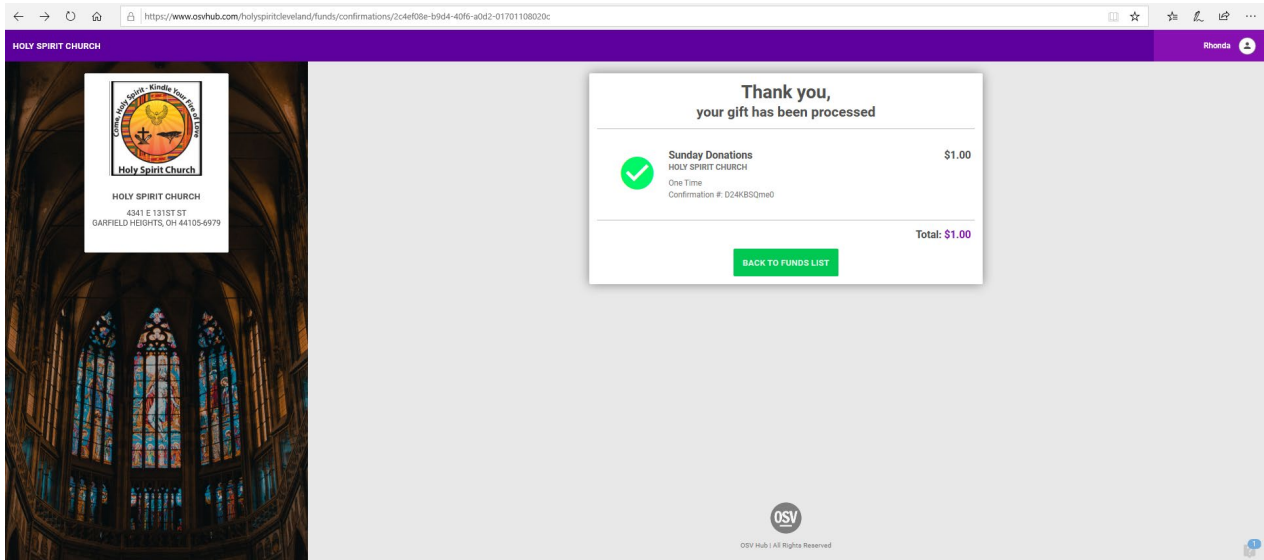 https://www.osvhub.com/holyspiritcleveland/funds/confirmations/2c4ef08e-b9d4-40f6-a0d2-01701108020c
HOLY SPIRIT CHURCH
Rhonda
Come, Holy Spirit - Kindle Your Fire of Love
Holy Spirit Church
HOLY SPIRIT CHURCH
4341 E 131ST ST
GARFIELD HEIGHTS, OH 44105-6979
Thank you,
your gift has been processed
Sunday Donations $1.00
HOLY SPIRIT CHURCH
One Time
Confirmation #: D24KBSQme0
Total: $1.00
BACK TO FUNDS LIST
OSV
OSV Hub | All Rights Reserved
1